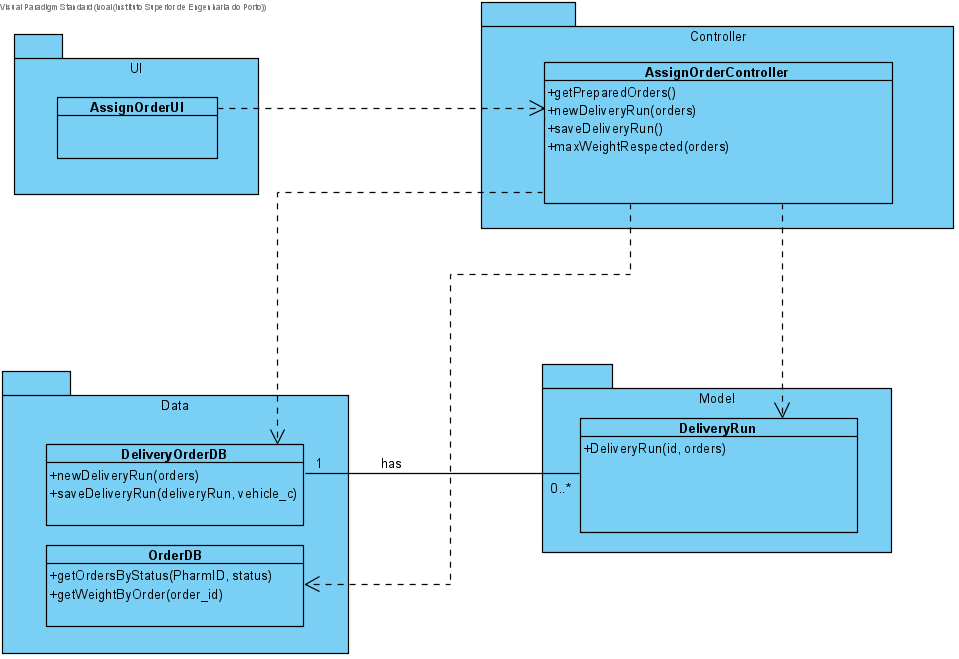 Visual Paradigm Standard (Joal(Instituto Superior de Engenharia do Porto))
Controller
UI
AssignOrderController
+getPreparedOrders()
+newDeliveryRun(orders)
+saveDeliveryRun()
+maxWeightRespected(orders)
AssignOrderUI
Data
Model
DeliveryOrderDB
+newDeliveryRun(orders)
+saveDeliveryRun(deliveryRun, vehicle_c)
DeliveryRun
+DeliveryRun(id, orders)
1
has
0..*
OrderDB
+getOrdersByStatus(PharmID, status)
+getWeightByOrder(order_id)